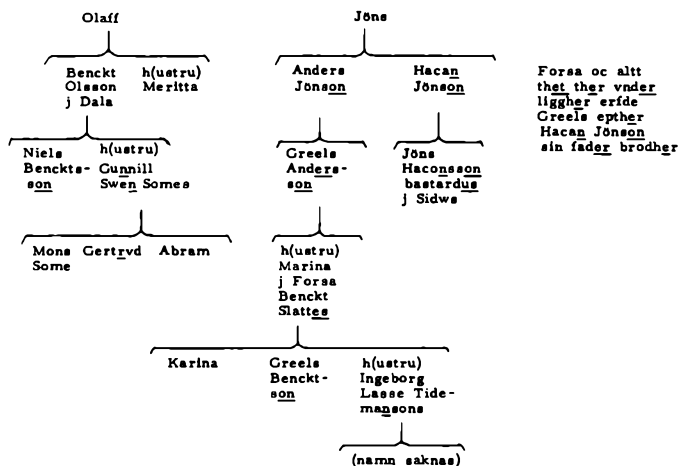 Olaff
Jöns
Benckt
Olsson
j Dala
h(ustru)
Meritta
Anders
Jönson
Hacan
Jönson
Forsa oc altt
thet ther vnder
liggher erfde
Greels epther
Hacan Jönson
sin fader brodher
Niels
Benckts-
son
h(ustru)
Gunnill
Swen Somes
Greels
Anders-
son
Jöns
Haconsson
bastardus
j Sidws
Mons
Some
Gertrvd
Abram
h(ustru)
Marina
j Forsa
Benckt
Slattes
Karina
Greels
Benckt-
son
h(ustru)
Ingeborg
Lasse Tide-
mansons
(namn saknas)